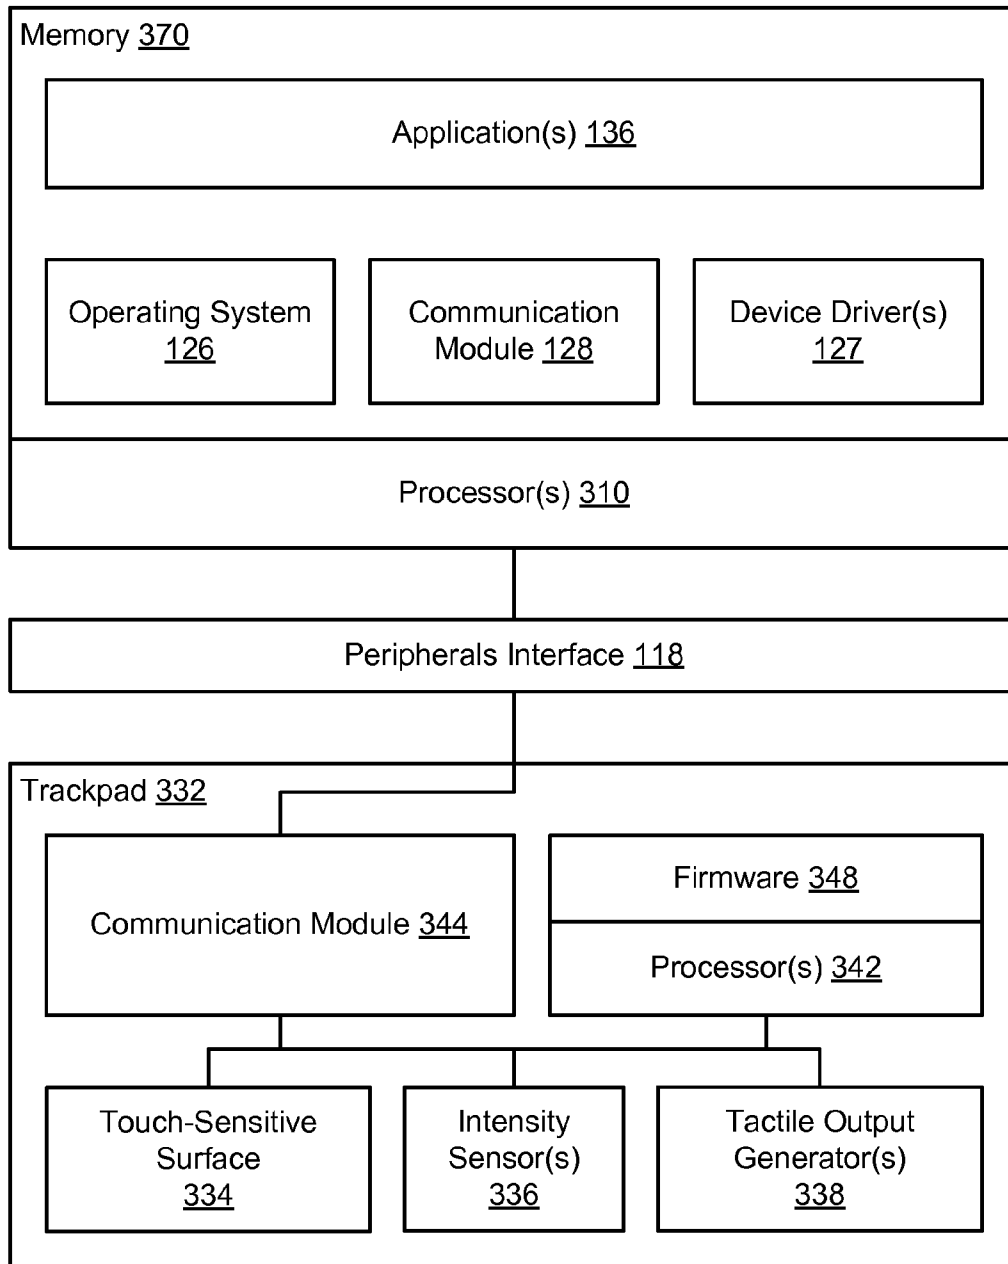 Memory 370
Application(s) 136
Operating System
126
Communication
Module 128
Device Driver(s)
127
Processor(s) 310
Peripherals Interface 118
Trackpad 332
Communication Module 344
Firmware 348
Processor(s) 342
Touch-Sensitive
Surface
334
Intensity
Sensor(s)
336
Tactile Output
Generator(s)
338